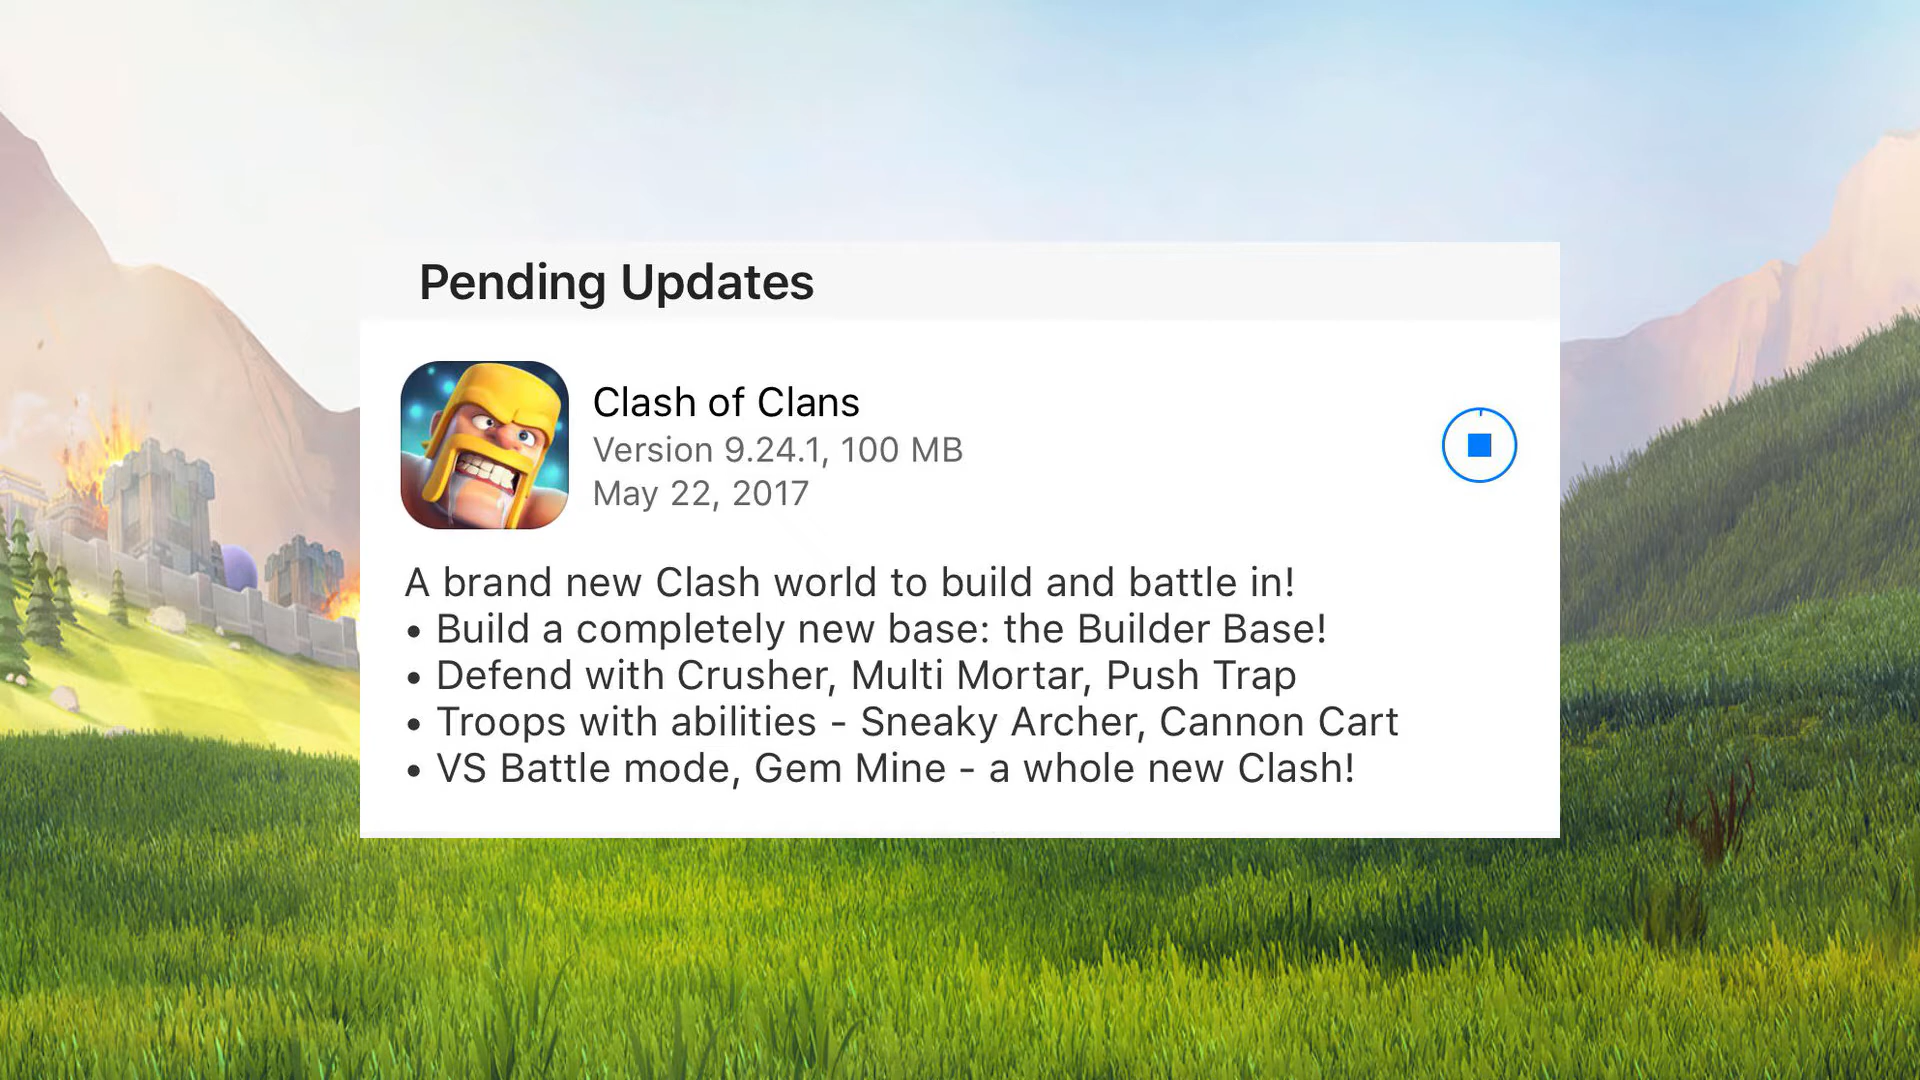 Pending Updates
Clash of Clans
Version 9.24.1, 100 MB
May 22, 2017
A brand new Clash world to build and battle in!
• Build a completely new base: the Builder Base!
• Defend with Crusher, Multi Mortar, Push Trap
• Troops with abilities - Sneaky Archer, Cannon Cart
• VS Battle mode, Gem Mine - a whole new Clash!